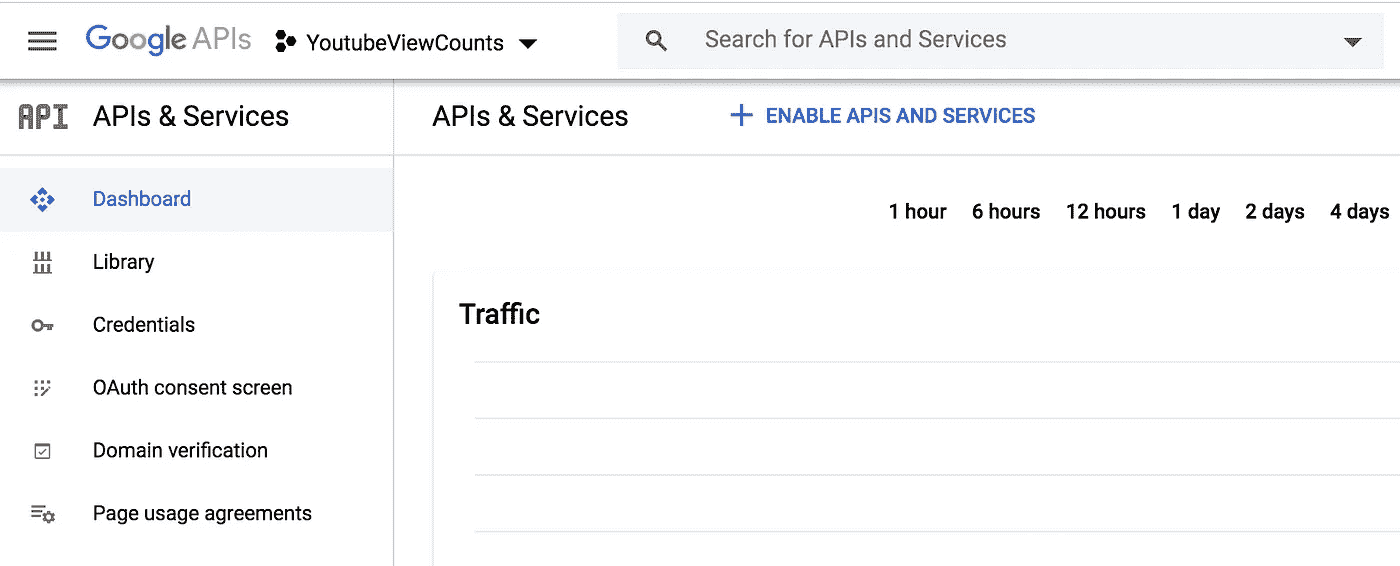 Google APIs YoutubeViewCounts Search for APIs and Services
API APIs & Services
APIs & Services + ENABLE APIS AND SERVICES
Dashboard
Library
Credentials
OAuth consent screen
Domain verification
Page usage agreements
1 hour 6 hours 12 hours 1 day 2 days 4 days
Traffic